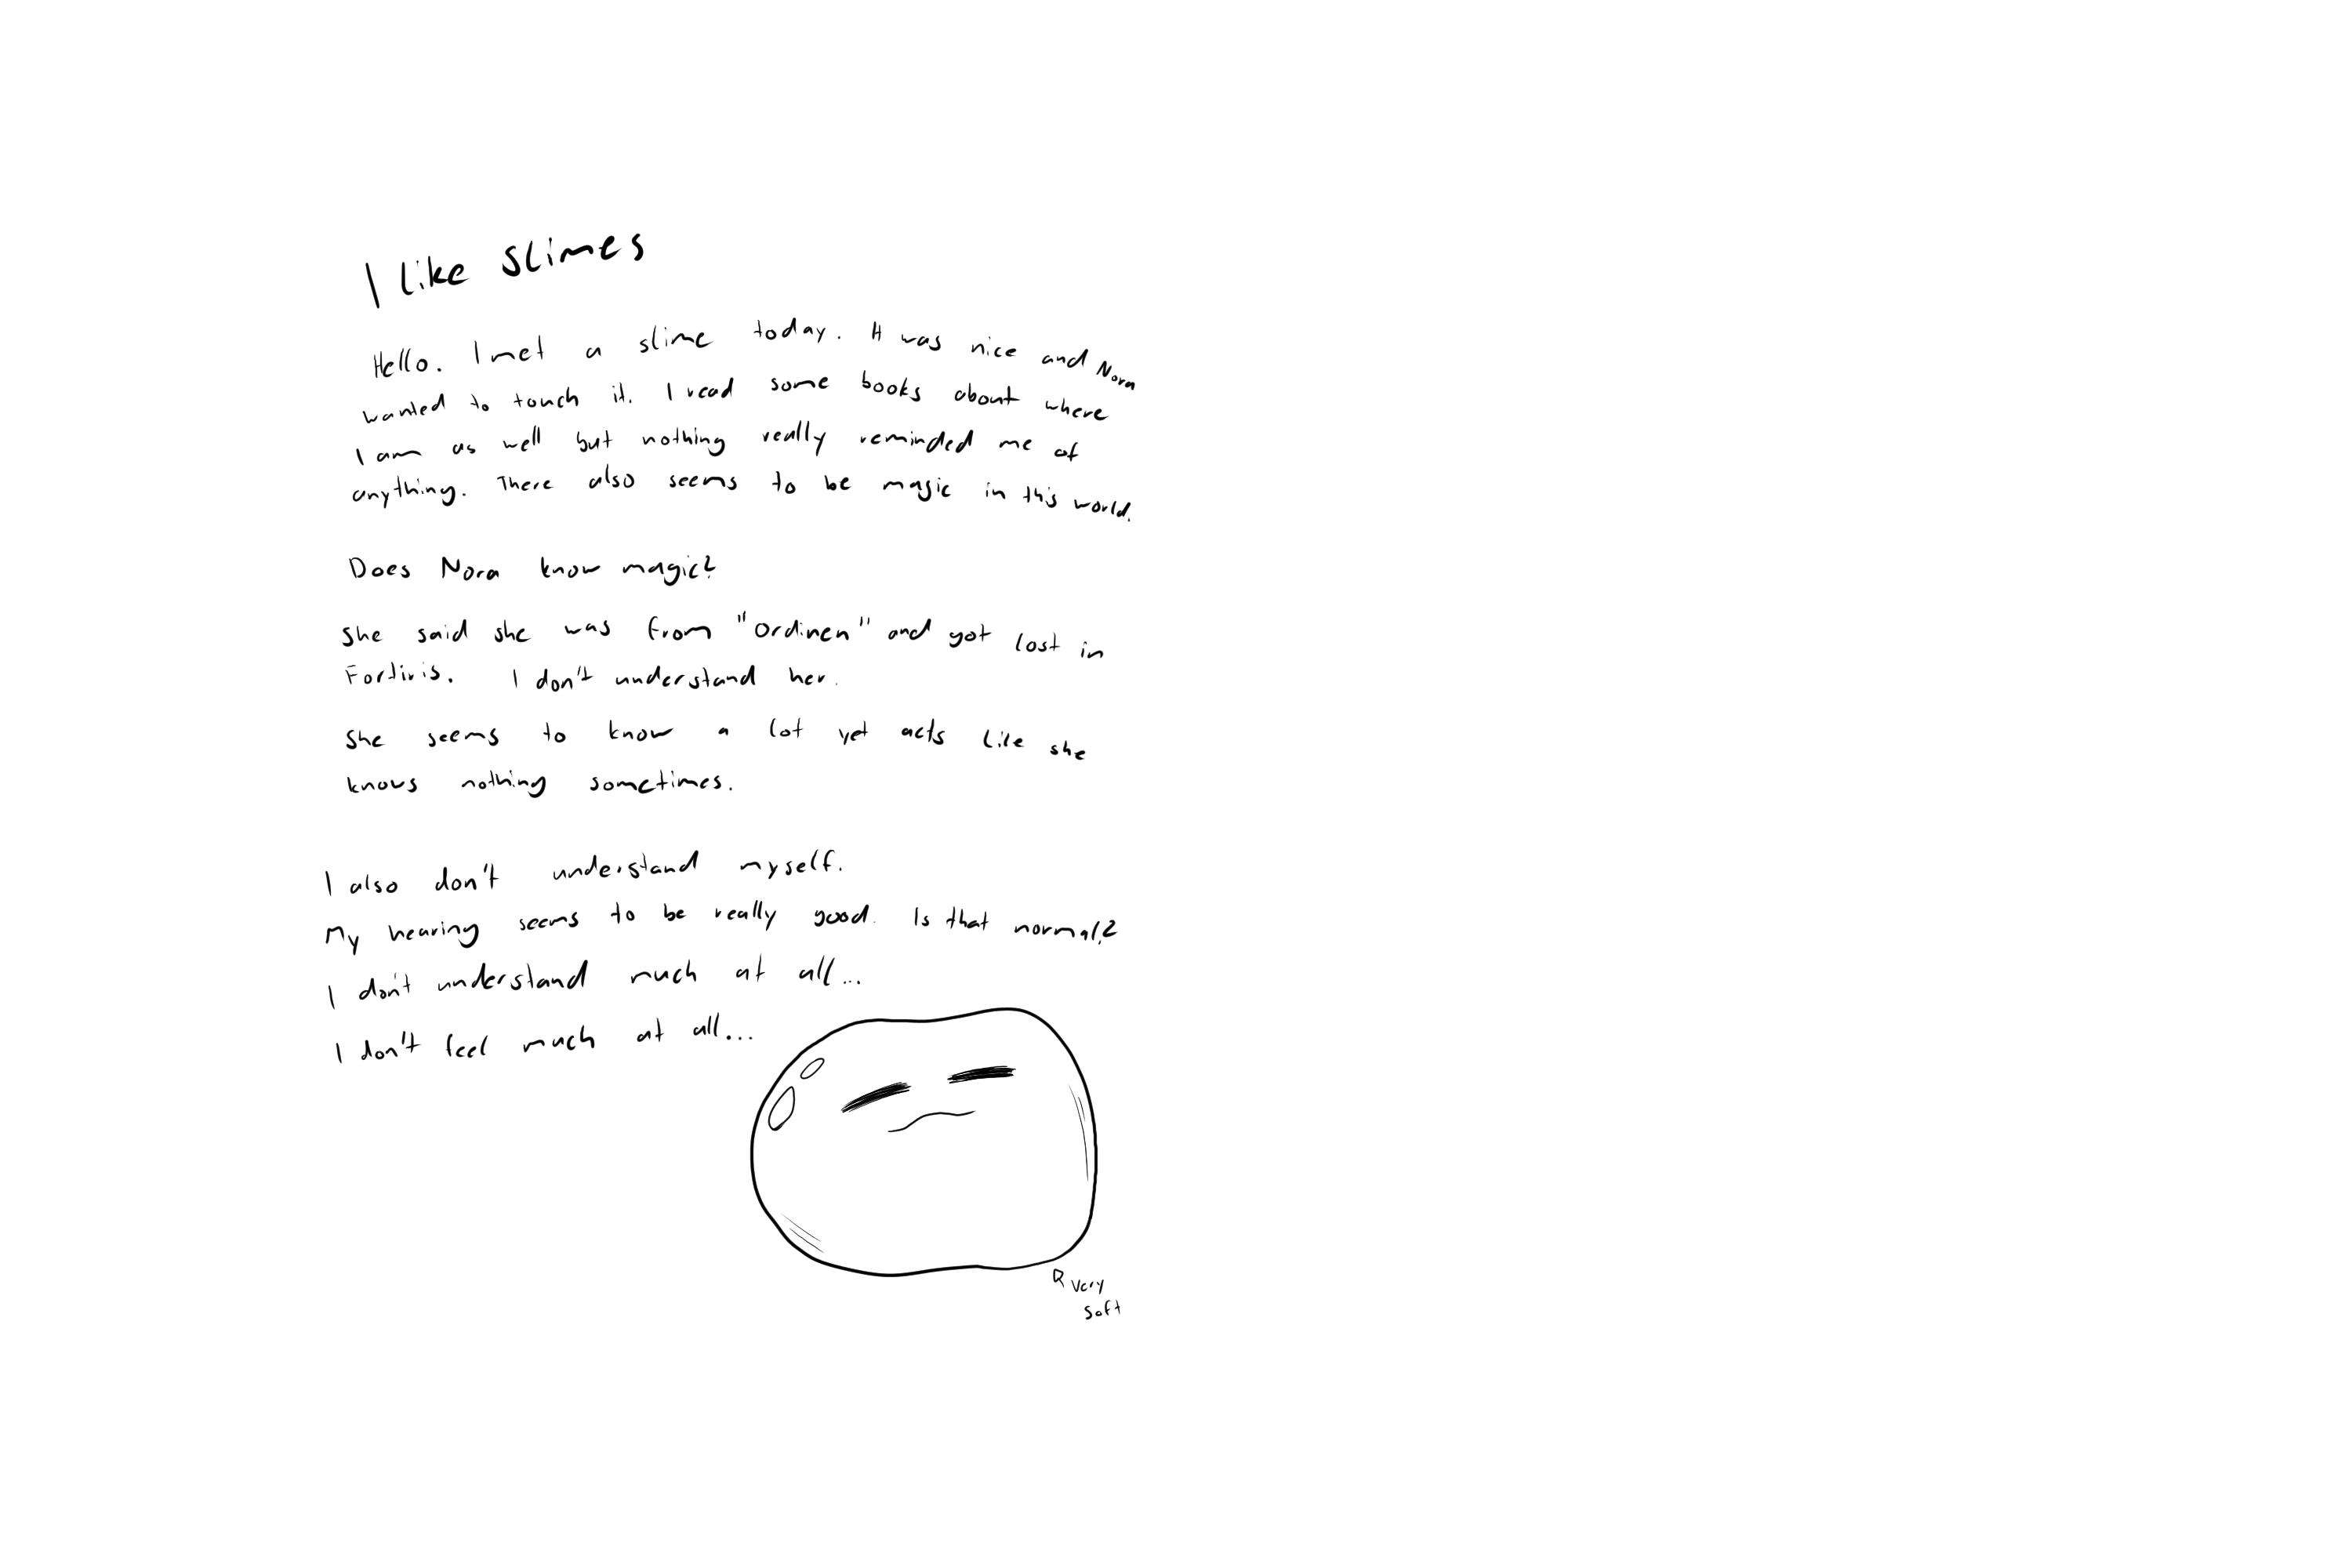 I like slimes
Hello. I met a slime today. It was nice and Nora
wanted to touch it. I read some books about where
I am as well but nothing really reminded me of
anything. There also seems to be magic in this world.
Does Nora know magic?
She said she was from "Ordinen" and got lost in
Fortiris. I don't understand her.
She seems to know a lot yet acts like she
knows nothing sometimes.
I also don't understand myself.
My hearing seems to be really good. Is that normal?
I don't understand much at all...
I don't feel much at all...
very
soft